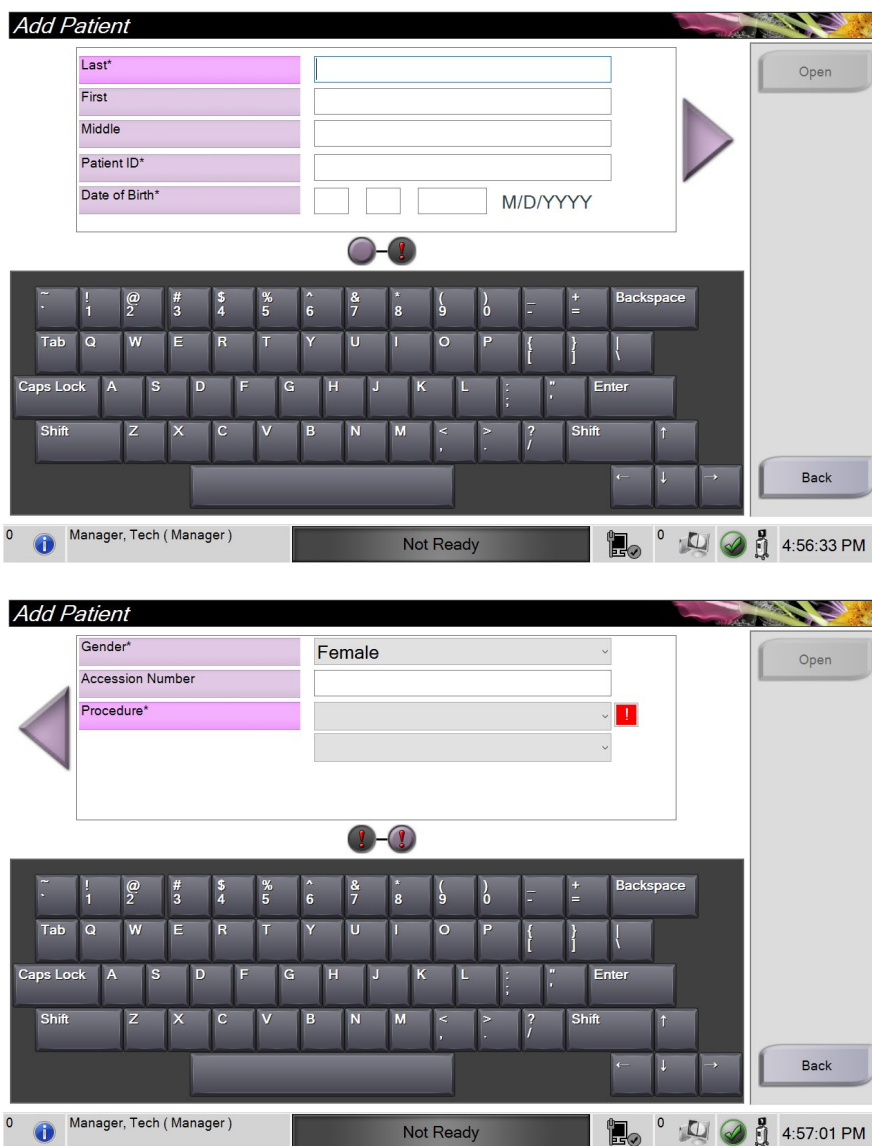 Add Patient
Last*
Open
First
Middle
Patient ID*
Date of Birth* M/D/YYYY
~ ! @ # $ % ^ & * ( ) _ + Backspace
` 1 2 3 4 5 6 7 8 9 0 - =
Tab Q W E R T Y U I O P { } |
[ ] \
Caps Lock A S D F G H J K L : " Enter
; '
Shift Z X C V B N M < > ? Shift ↑
, . /
← ↓ →
Back
0 Manager, Tech ( Manager ) Not Ready 0 4:56:33 PM
Add Patient
Gender* Female
Open
Accession Number
Procedure* !
~ ! @ # $ % ^ & * ( ) _ + Backspace
` 1 2 3 4 5 6 7 8 9 0 - =
Tab Q W E R T Y U I O P { } |
[ ] \
Caps Lock A S D F G H J K L : " Enter
; '
Shift Z X C V B N M < > ? Shift ↑
, . /
← ↓ →
Back
0 Manager, Tech ( Manager ) Not Ready 0 4:57:01 PM